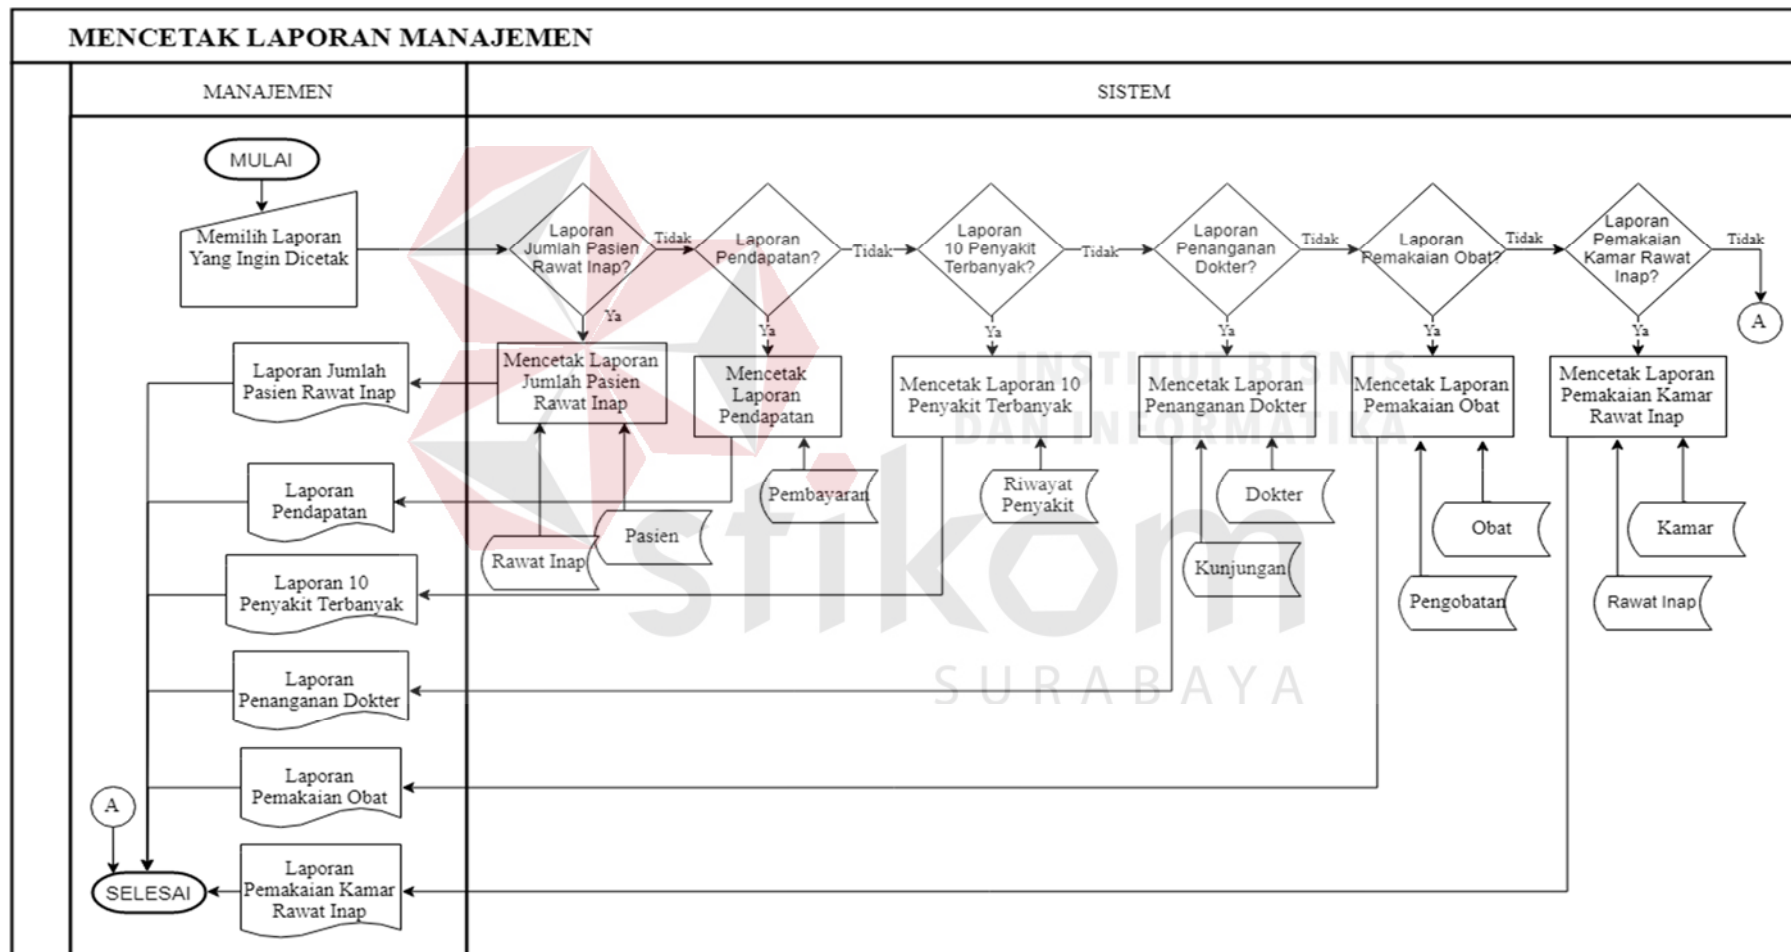 MENCETAK LAPORAN MANAJEMEN
MANAJEMEN
SISTEM
MULAI
Memilih Laporan
Yang Ingin Dicetak
Laporan
Jumlah Pasien
Rawat Inap?
Tidak
Laporan
Pendapatan?
Tidak
Laporan
10 Penyakit
Terbanyak?
Tidak
Laporan
Penanganan
Dokter?
Tidak
Laporan
Pemakaian Obat?
Tidak
Laporan
Pemakaian
Kamar Rawat
Inap?
Tidak
A
Ya
Ya
Ya
Ya
Ya
Ya
Laporan Jumlah
Pasien Rawat Inap
Mencetak Laporan
Jumlah Pasien
Rawat Inap
Mencetak
Laporan
Pendapatan
Mencetak Laporan 10
Penyakit Terbanyak
Mencetak Laporan
Penanganan Dokter
Mencetak Laporan
Pemakaian Obat
Mencetak Laporan
Pemakaian Kamar
Rawat Inap
INSTITUT BISNIS
DAN INFORMATIKA
Laporan
Pendapatan
Rawat Inap
Pasien
Pembayaran
Riwayat
Penyakit
Dokter
Kunjungan
Obat
Pengobatan
Kamar
Rawat Inap
stikom
SURABAYA
Laporan 10
Penyakit Terbanyak
Laporan
Penanganan Dokter
Laporan
Pemakaian Obat
A
SELESAI
Laporan
Pemakaian Kamar
Rawat Inap